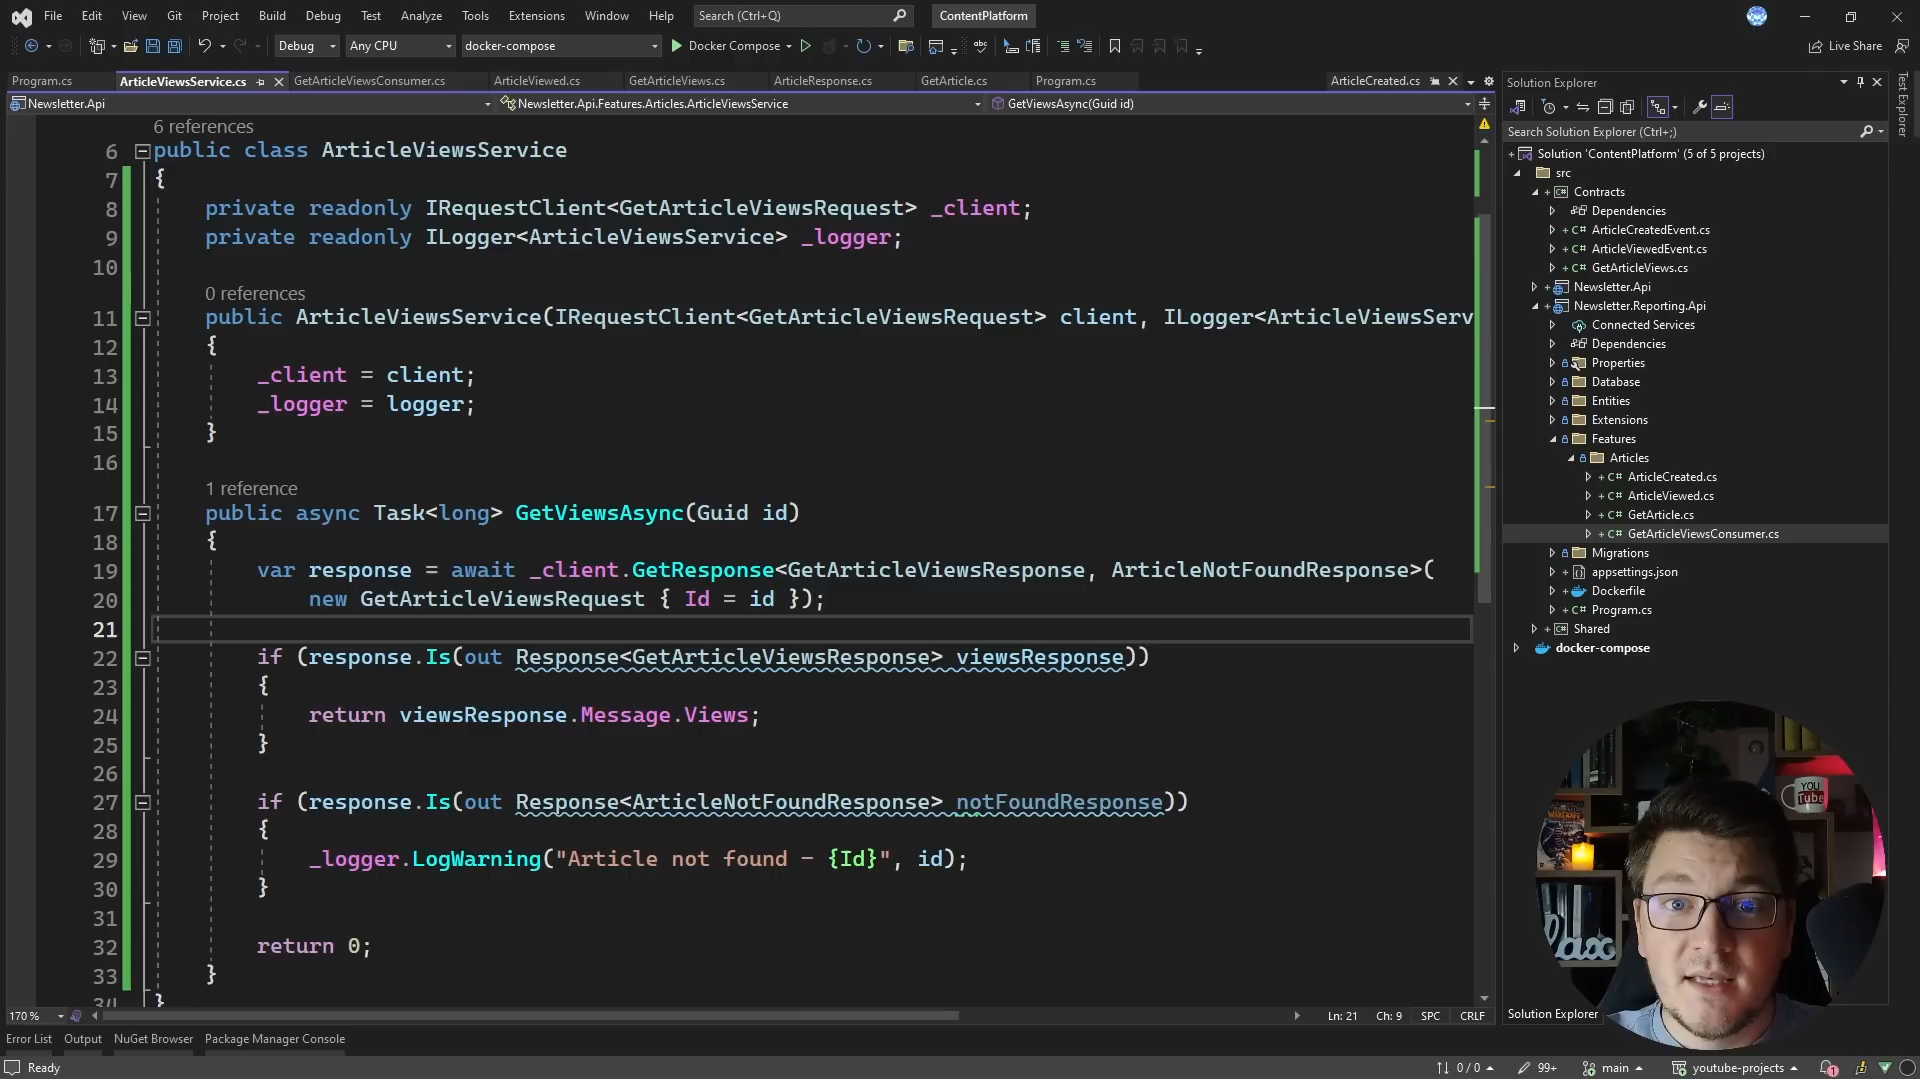 File Edit View Git Project Build Debug Test Analyze Tools Extensions Window Help Search (Ctrl+Q) ContentPlatform
Debug Any CPU docker-compose Docker Compose Live Share
Program.cs ArticleViewsService.cs GetArticleViewsConsumer.cs ArticleViewed.cs GetArticleViews.cs ArticleResponse.cs GetArticle.cs Program.cs ArticleCreated.cs
Newsletter.Api Newsletter.Api.Features.Articles.ArticleViewsService GetViewsAsync(Guid id)
6 references
6 public class ArticleViewsService
7 {
8 private readonly IRequestClient<GetArticleViewsRequest> _client;
9 private readonly ILogger<ArticleViewsService> _logger;
10
0 references
11 public ArticleViewsService(IRequestClient<GetArticleViewsRequest> client, ILogger<ArticleViewsServ
12 {
13 _client = client;
14 _logger = logger;
15 }
16
1 reference
17 public async Task<long> GetViewsAsync(Guid id)
18 {
19 var response = await _client.GetResponse<GetArticleViewsResponse, ArticleNotFoundResponse>(
20 new GetArticleViewsRequest { Id = id });
21
22 if (response.Is(out Response<GetArticleViewsResponse> viewsResponse))
23 {
24 return viewsResponse.Message.Views;
25 }
26
27 if (response.Is(out Response<ArticleNotFoundResponse> notFoundResponse))
28 {
29 _logger.LogWarning("Article not found - {Id}", id);
30 }
31
32 return 0;
33 }
34 }
170 % Ln: 21 Ch: 9 SPC CRLF
Error List Output NuGet Browser Package Manager Console
Ready 0 / 0 99+ main youtube-projects 1
Solution Explorer
Search Solution Explorer (Ctrl+;)
Solution 'ContentPlatform' (5 of 5 projects)
src
Contracts
Dependencies
ArticleCreatedEvent.cs
ArticleViewedEvent.cs
GetArticleViews.cs
Newsletter.Api
Newsletter.Reporting.Api
Connected Services
Dependencies
Properties
Database
Entities
Extensions
Features
Articles
ArticleCreated.cs
ArticleViewed.cs
GetArticle.cs
GetArticleViewsConsumer.cs
Migrations
appsettings.json
Dockerfile
Program.cs
Shared
docker-compose
Solution Explorer
Test Explorer
YOU
Tube